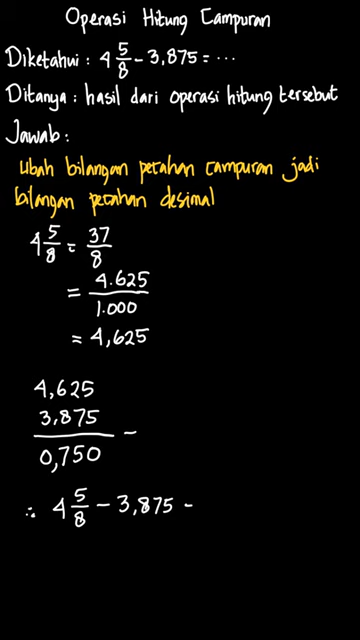 Operasi Hitung Campuran
Diketahui : 4 5/8 - 3,875 = ...
Ditanya : hasil dari operasi hitung tersebut
Jawab :
Ubah bilangan pecahan campuran jadi
bilangan pecahan desimal
4 5/8 = 37/8
= 4.625/1.000
= 4,625
4,625
3,875
_____ -
0,750
∴ 4 5/8 - 3,875 -